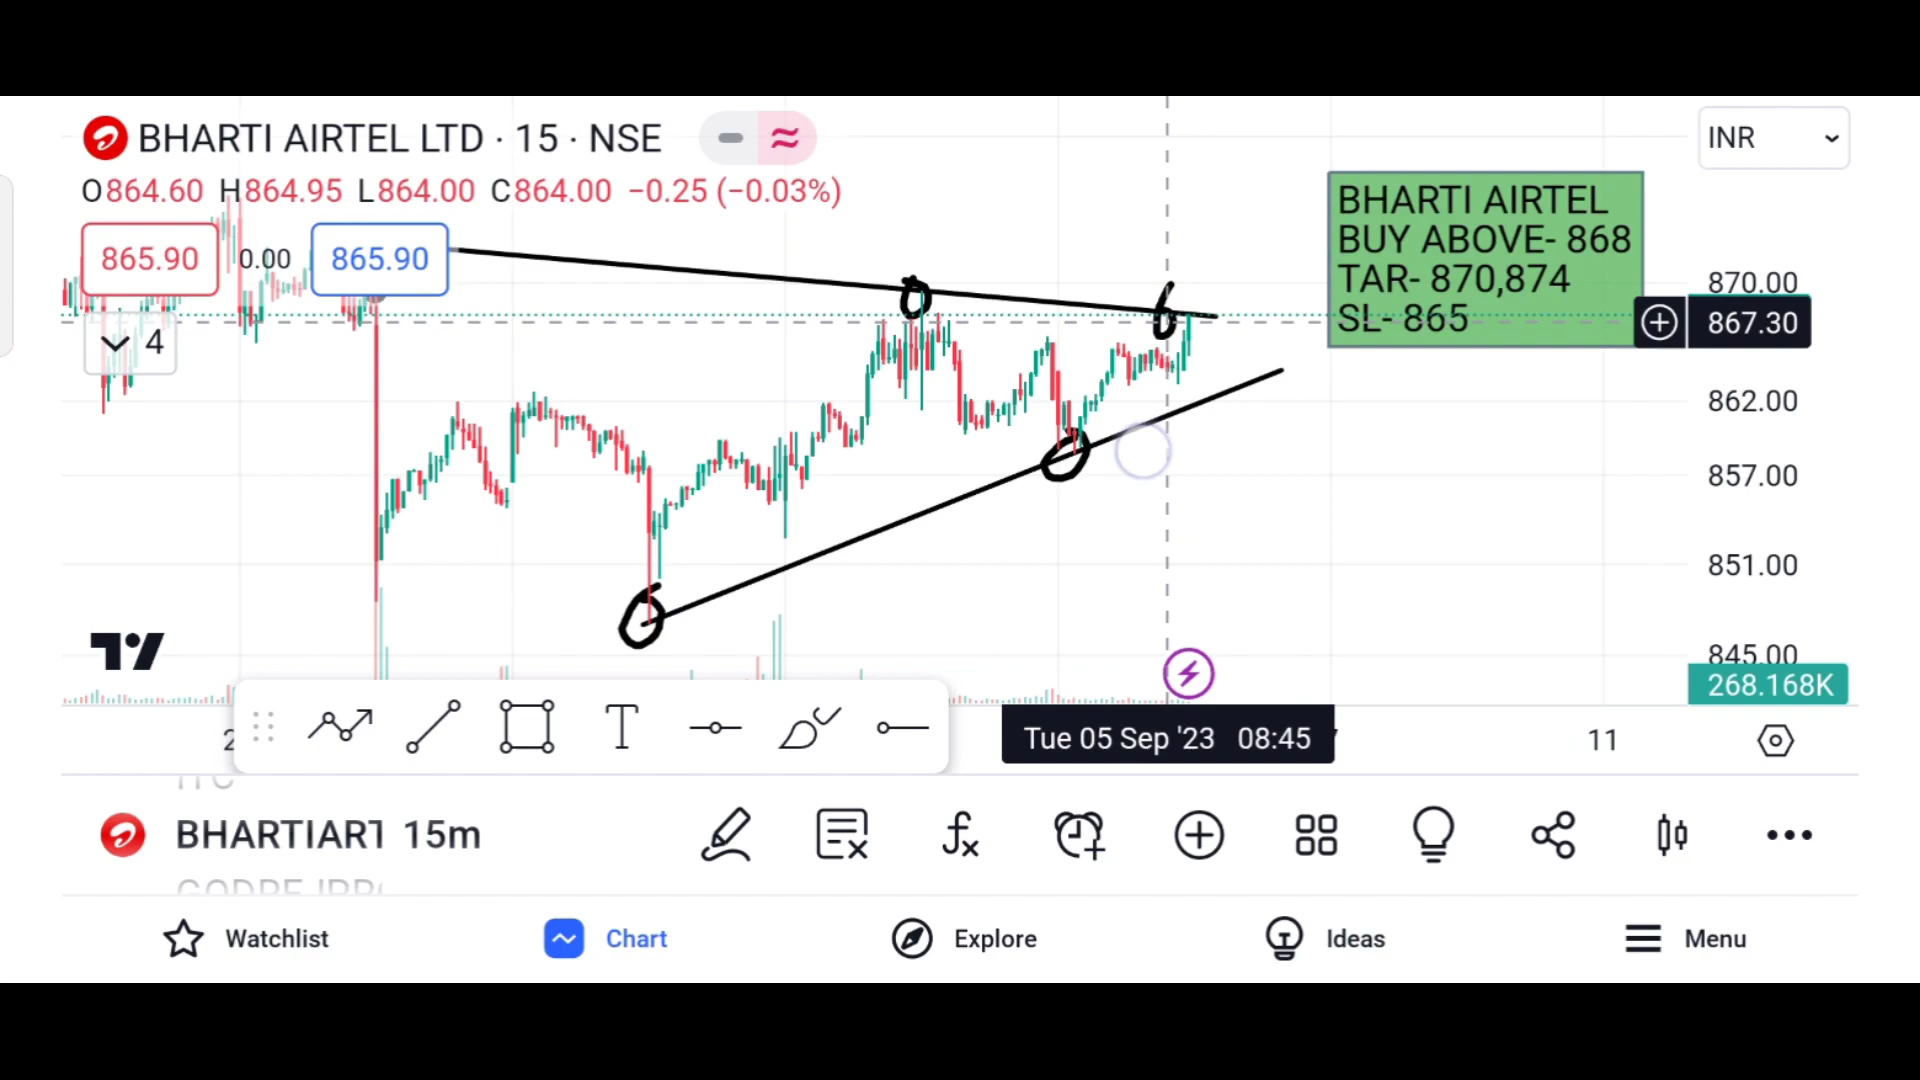 BHARTI AIRTEL LTD · 15 · NSE
INR
O864.60 H864.95 L864.00 C864.00 −0.25 (−0.03%)
865.90
0.00
865.90
4
BHARTI AIRTEL
BUY ABOVE- 868
TAR- 870,874
SL- 865
870.00
867.30
862.00
857.00
851.00
845.00
268.168K
Tue 05 Sep '23 08:45
11
BHARTIART 15m
Watchlist
Chart
Explore
Ideas
Menu